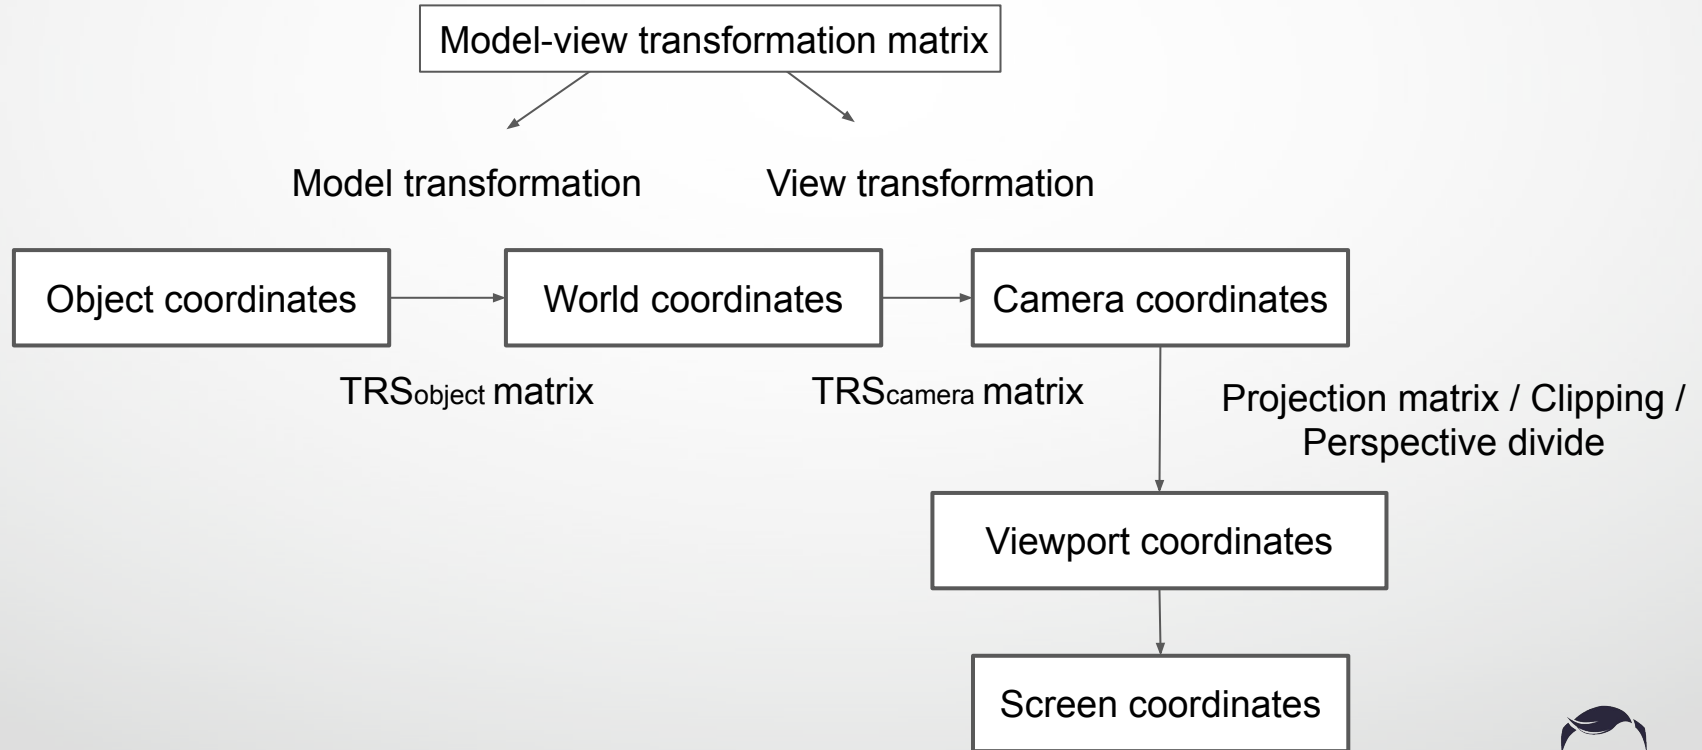 Model-view transformation matrix
Model transformation
View transformation
Object coordinates
World coordinates
Camera coordinates
TRSobject matrix
TRScamera matrix
Projection matrix / Clipping /
Perspective divide
Viewport coordinates
Screen coordinates